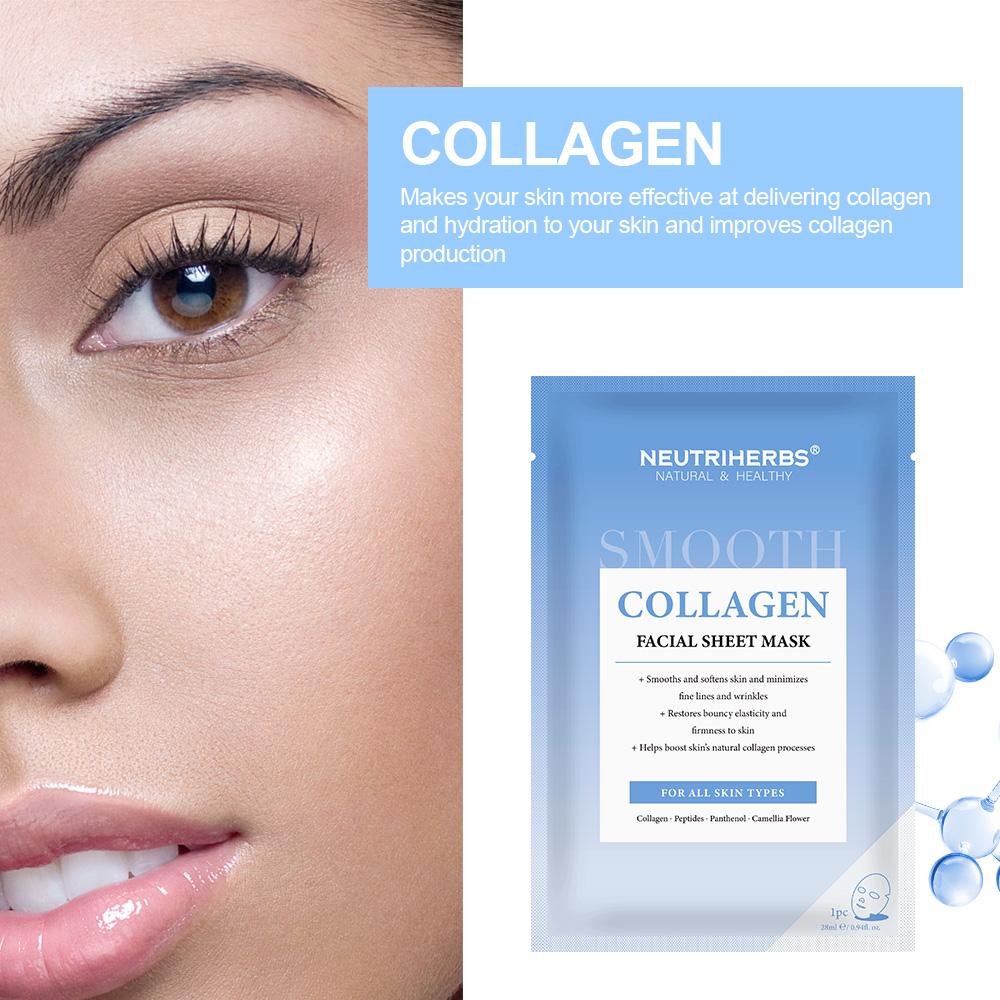 COLLAGEN
Makes your skin more effective at delivering collagen
and hydration to your skin and improves collagen
production
NEUTRIHERBS®
NATURAL & HEALTHY
SMOOTH
COLLAGEN
FACIAL SHEET MASK
+ Smooths and softens skin and minimizes
fine lines and wrinkles
+ Restores bouncy elasticity and
firmness to skin
+ Helps boost skin's natural collagen processes
FOR ALL SKIN TYPES
Collagen · Peptides · Panthenol · Camellia Flower
1pc
28ml ℮/ 0.94fl. oz.